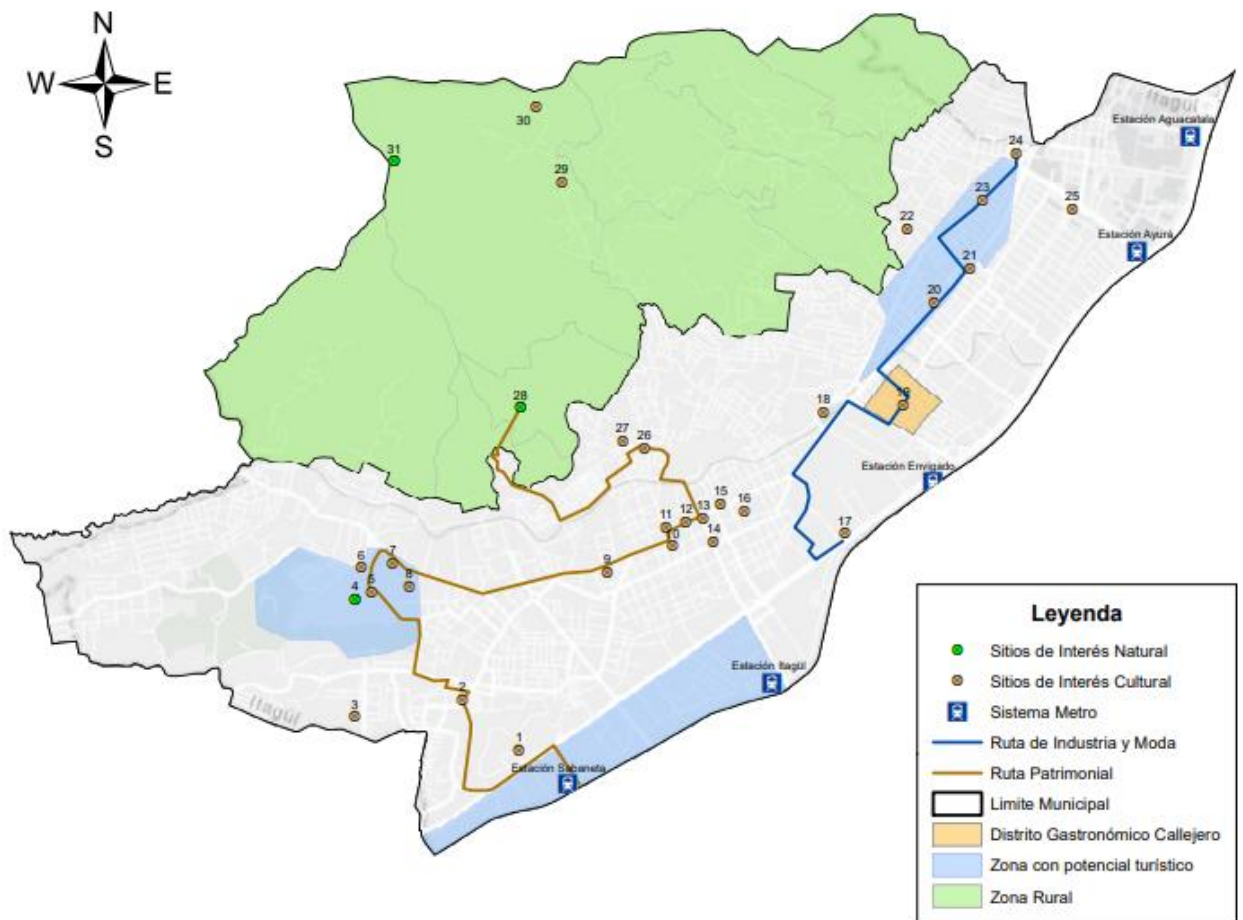 N
W
E
S
Itagüí
Estación Aguacatala
30
24
31
29
23
25
22
Estación Ayurá
21
20
28
19
18
27
26
Estación Envigado
15
13
16
12
11
17
14
10
7
6
9
8
5
4
Leyenda
Sitios de Interés Natural
Estación Itagüí
Sitios de Interés Cultural
2
Itagüí
3
Sistema Metro
1
Ruta de Industria y Moda
Estación Sabaneta
Ruta Patrimonial
Limite Municipal
Distrito Gastronómico Callejero
Zona con potencial turístico
Zona Rural